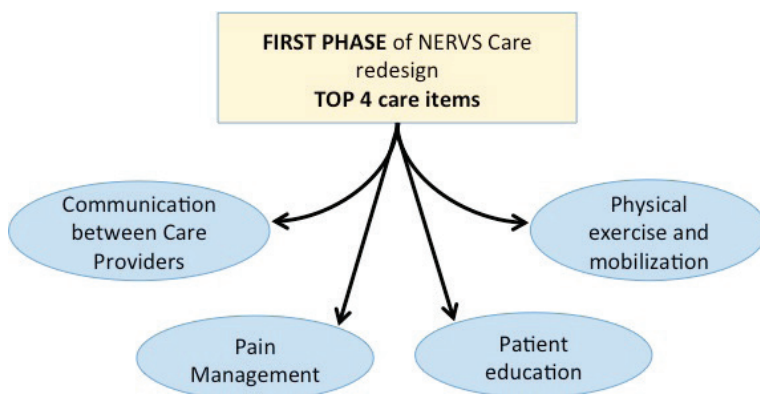 FIRST PHASE of NERVS Care
redesign
TOP 4 care items
Communication
between Care
Providers
Physical
exercise and
mobilization
Pain
Management
Patient
education